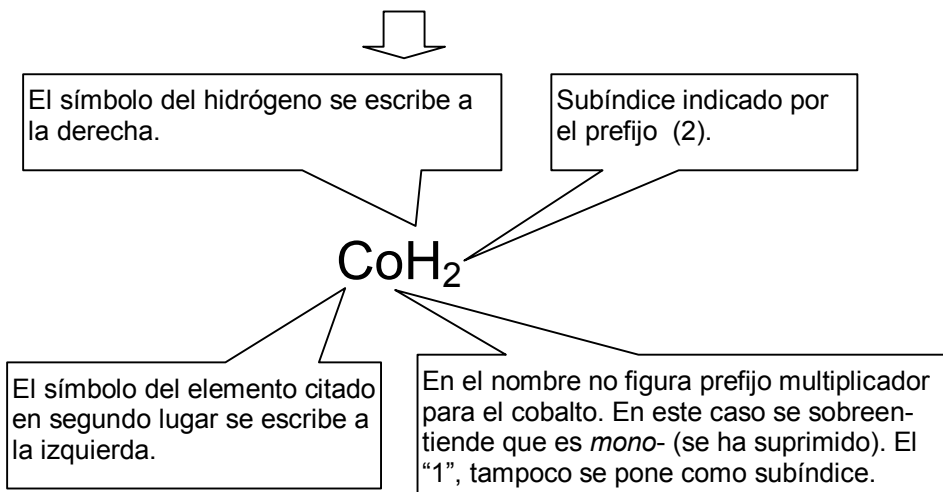 El símbolo del hidrógeno se escribe a
la derecha.
Subíndice indicado por
el prefijo (2).
CoH₂
El símbolo del elemento citado
en segundo lugar se escribe a
la izquierda.
En el nombre no figura prefijo multiplicador
para el cobalto. En este caso se sobreen-
tiende que es mono- (se ha suprimido). El
“1”, tampoco se pone como subíndice.